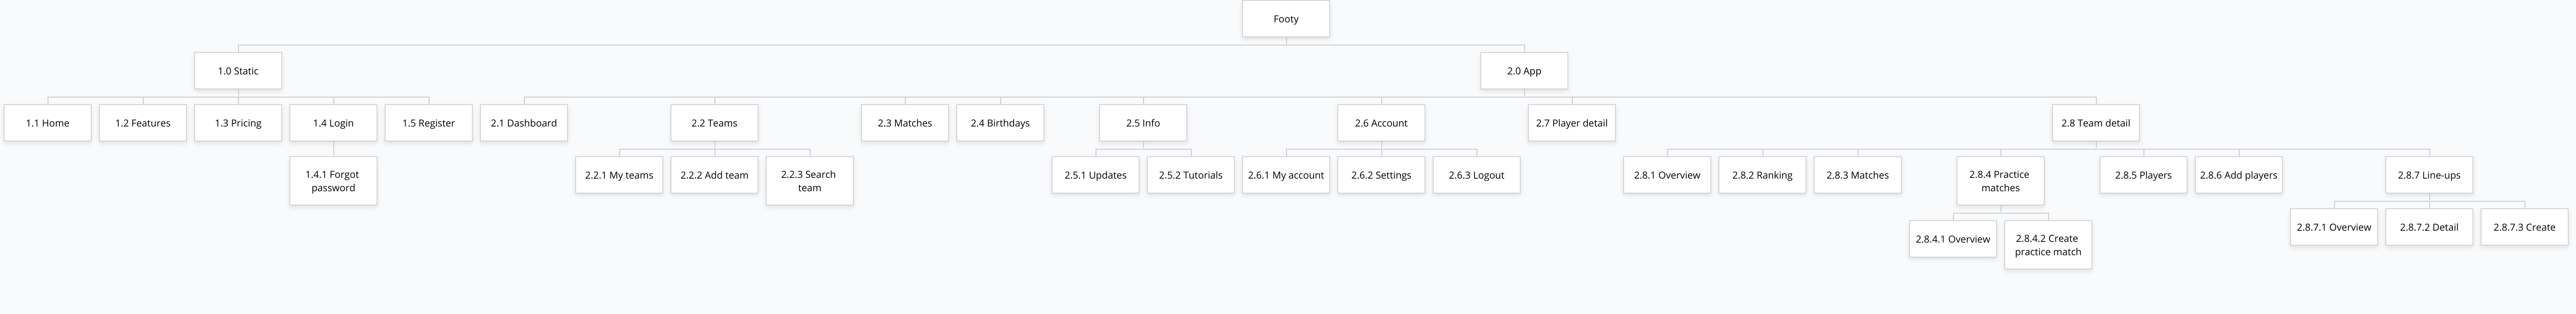 Footy
1.0 Static
2.0 App
1.1 Home
1.2 Features
1.3 Pricing
1.4 Login
1.5 Register
2.1 Dashboard
2.2 Teams
2.3 Matches
2.4 Birthdays
2.5 Info
2.6 Account
2.7 Player detail
2.8 Team detail
1.4.1 Forgot
password
2.2.1 My teams
2.2.2 Add team
2.2.3 Search
team
2.5.1 Updates
2.5.2 Tutorials
2.6.1 My account
2.6.2 Settings
2.6.3 Logout
2.8.1 Overview
2.8.2 Ranking
2.8.3 Matches
2.8.4 Practice
matches
2.8.5 Players
2.8.6 Add players
2.8.7 Line-ups
2.8.4.1 Overview
2.8.4.2 Create
practice match
2.8.7.1 Overview
2.8.7.2 Detail
2.8.7.3 Create